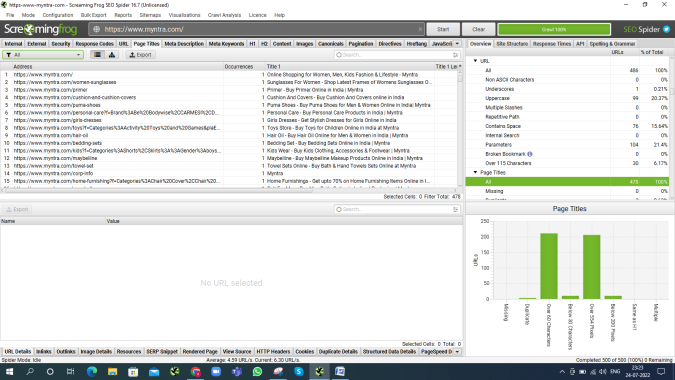 https-www-myntra-com - Screaming Frog SEO Spider 16.7 (Unlicensed)
File Configuration Bulk Export Reports Sitemaps Visualisations Crawl Analysis Licence Help
Screamingfrog https://www.myntra.com/ Start Clear Crawl 100% SEO Spider
Internal External Security Response Codes URL Page Titles Meta Description Meta Keywords H1 H2 Content Images Canonicals Pagination Directives Hreflang JavaScri Overview Site Structure Response Times API Spelling & Grammar
All Export Search...
URLs % of Total
Address Occurrences Title 1 Title 1 Le
1 https://www.myntra.com/ 1 Online Shopping for Women, Men, Kids Fashion & Lifestyle - Myntra
2 https://www.myntra.com/women-sunglasses 1 Sunglasses For Women - Shop Latest Frames of Womens Sunglasses O...
3 https://www.myntra.com/primer 1 Primer - Buy Primer Online in India | Myntra
4 https://www.myntra.com/cushion-and-covers 1 Cushion And Covers - Buy Cushion And Covers online in India
5 https://www.myntra.com/puma-shoes 1 Puma Shoes - Buy Puma Shoes for Men & Women Online in India| Myntra
6 https://www.myntra.com/personal-care?f=Brand%3ABe%20Bodywise%2CCARMESI%2CD... 1 Personal Care - Buy Personal Care Products in India | Myntra
7 https://www.myntra.com/girls-dresses 1 Girls Dresses - Get Stylish Dresses for Girls Online in India
8 https://www.myntra.com/toys?f=Categories%3AActivity%20Toys%20and%20Games&plaE... 1 Toys Store - Buy Toys for Children Online in India at Myntra
9 https://www.myntra.com/hair-oil 1 Hair Oil - Buy Hair Oil Online for Men & Women in India | Myntra
10 https://www.myntra.com/bedding-sets 1 Bedding Set - Buy Bedding Sets Online in India | Myntra
11 https://www.myntra.com/kids?f=Categories%3AShorts%2CSkirts%3A%3AGender%3Aboys... 1 Kids Wear - Buy Kids Clothing, Accessories & Footwear | Myntra
12 https://www.myntra.com/maybelline 1 Maybelline - Buy Maybelline Makeup Products Online in India | Myntra
13 https://www.myntra.com/towel-set 1 Towel Sets Online - Buy Bath & Hand Towels Sets Online at Myntra
14 https://www.myntra.com/corp-info 1 Myntra
15 https://www.myntra.com/home-furnishing?f=Categories%3AChair%20Cover%2CChair%20... 1 Home Furnishings - Get upto 70% on Home Furnishing Items Online in I...
Selected Cells: 0 Filter Total: 478
URL
All 486 100%
Non ASCII Characters 0 0%
Underscores 1 0.21%
Uppercase 99 20.37%
Multiple Slashes 0 0%
Repetitive Path 0 0%
Contains Space 76 15.64%
Internal Search 0 0%
Parameters 104 21.4%
Broken Bookmark 0 0%
Over 115 Characters 30 6.17%
Page Titles
All 478 100%
Missing 0 0%
Export Search...
Name Value
No URL selected
Selected Cells: 0 Total: 0
Page Titles
URLs
250
200
150
100
50
0
Missing
Duplicate
Over 60 Characters
Below 30 Characters
Over 554 Pixels
Below 200 Pixels
Same as H1
Multiple
URL Details Inlinks Outlinks Image Details Resources SERP Snippet Rendered Page View Source HTTP Headers Cookies Duplicate Details Structured Data Details PageSpeed D
Spider Mode: Idle Average: 4.59 URL/s. Current: 6.30 URL/s. Completed 500 of 500 (100%) 0 Remaining
ENG 23:23
24-07-2022